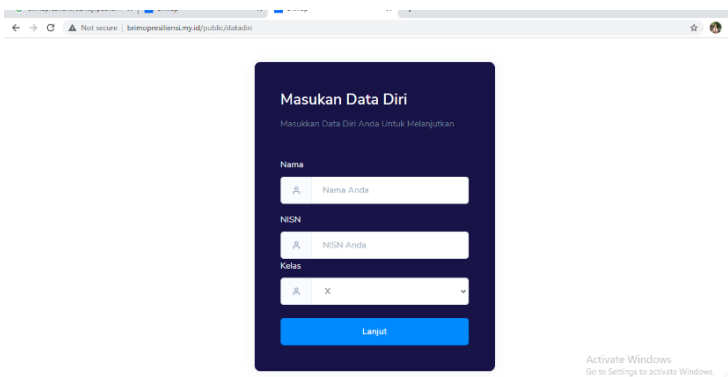 Not secure | brimopresiliensi.my.id/public/datadiri
Masukan Data Diri
Masukkan Data Diri Anda Untuk Melanjutkan
Nama
Nama Anda
NISN
NISN Anda
Kelas
X
Lanjut
Activate Windows
Go to Settings to activate Windows.